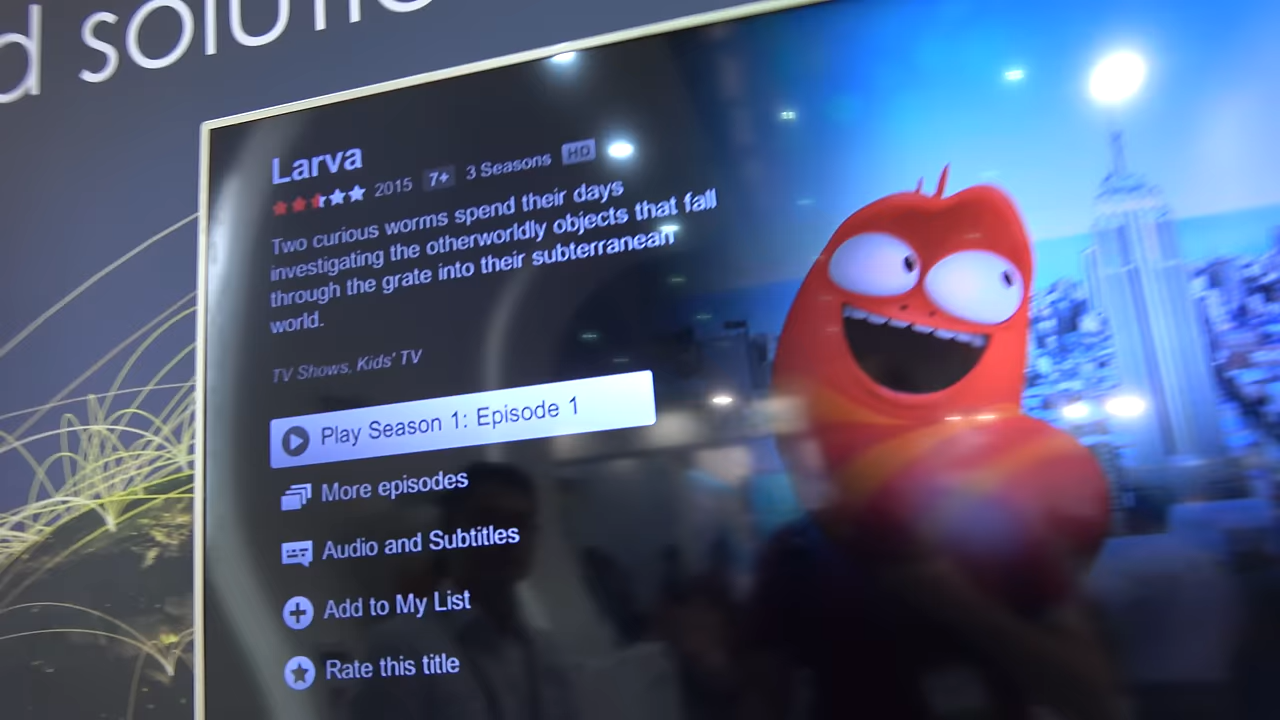 d solutio
Larva
2015 7+ 3 Seasons HD
Two curious worms spend their days
investigating the otherworldly objects that fall
through the grate into their subterranean
world.
TV Shows, Kids' TV
Play Season 1: Episode 1
More episodes
Audio and Subtitles
Add to My List
Rate this title